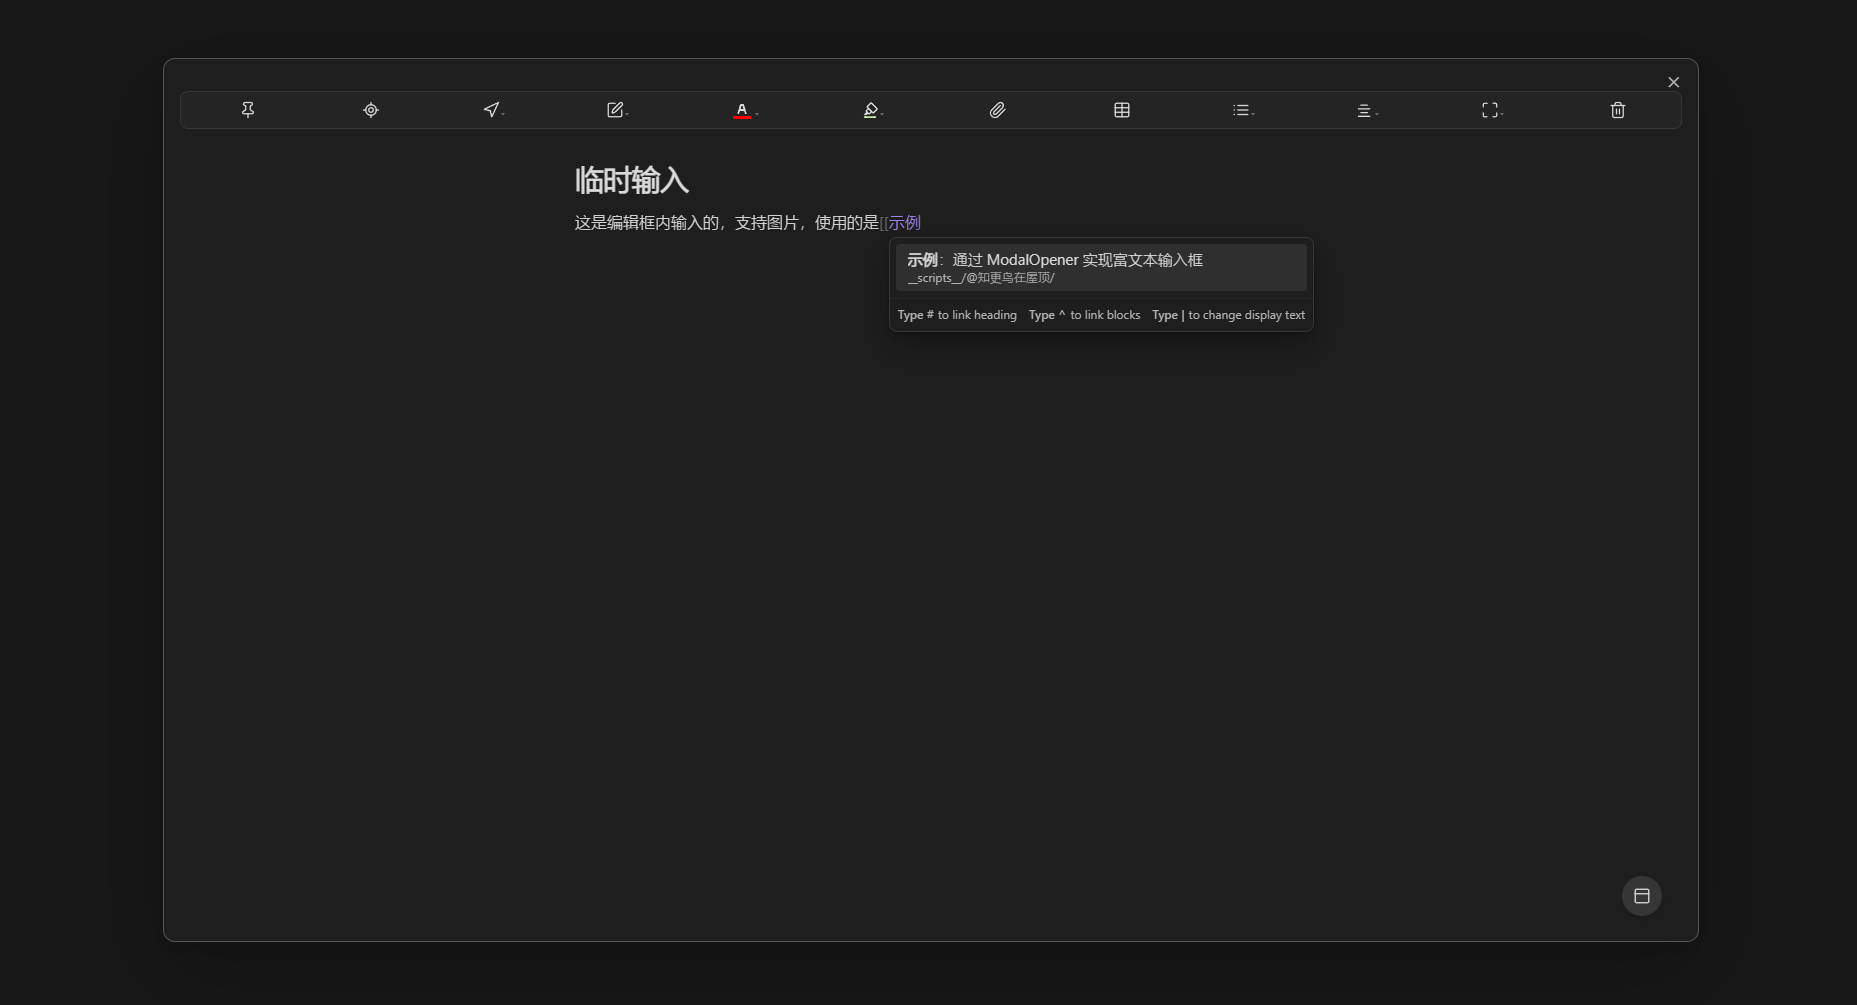 A
临时输入
这是编辑框内输入的，支持图片，使用的是[[示例
示例：通过 ModalOpener 实现富文本输入框
__scripts__/@知更鸟在屋顶/
Type # to link heading Type ^ to link blocks Type | to change display text